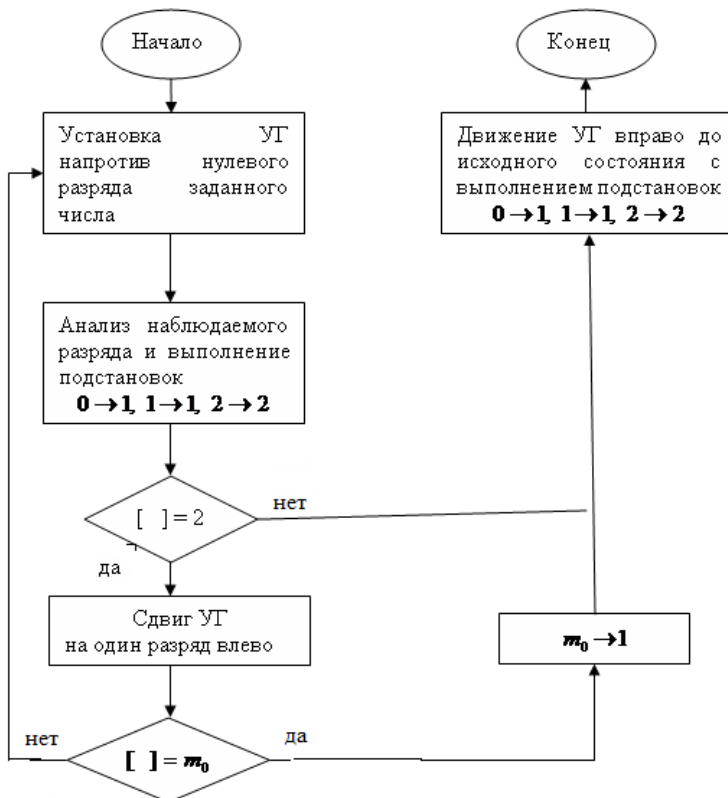 Начало
Установка УГ
напротив нулевого
разряда заданного
числа
Анализ наблюдаемого
разряда и выполнение
подстановок
0→1, 1→1, 2→2
[ ] = 2
нет
да
Сдвиг УГ
на один разряд влево
нет
[ ] = m₀
да
m₀→1
Движение УГ вправо до
исходного состояния с
выполнением подстановок
0→1, 1→1, 2→2
Конец